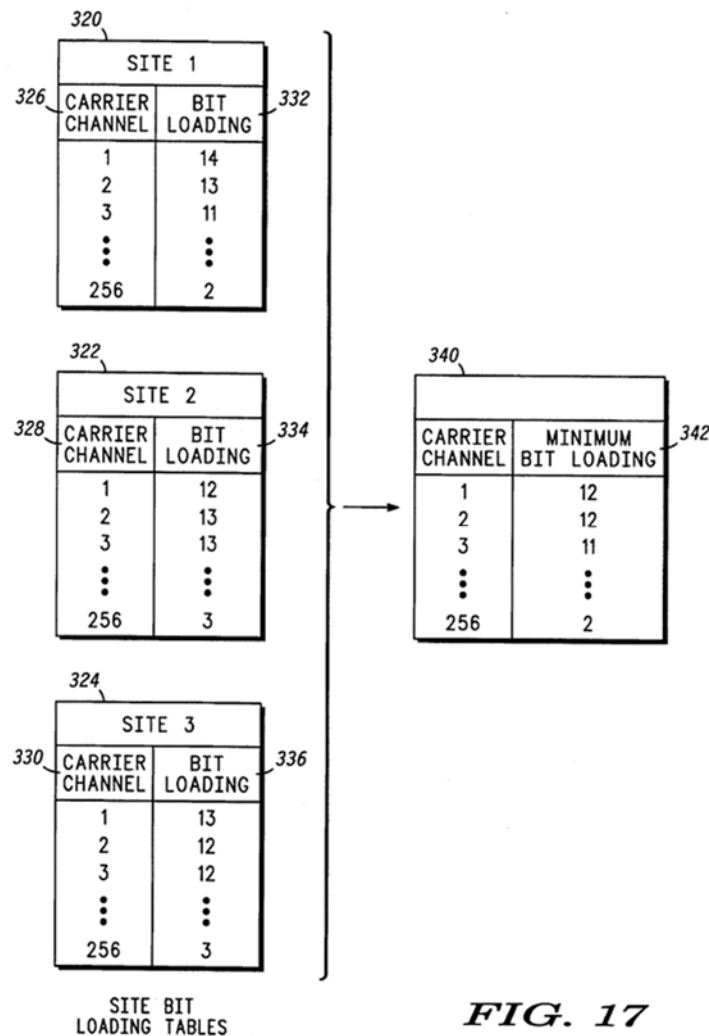 320
SITE 1
326 CARRIER CHANNEL BIT LOADING 332
1 14
2 13
3 11
256 2
322
SITE 2
328 CARRIER CHANNEL BIT LOADING 334
1 12
2 13
3 13
256 3
324
SITE 3
330 CARRIER CHANNEL BIT LOADING 336
1 13
2 12
3 12
256 3
SITE BIT
LOADING TABLES
340
CARRIER CHANNEL MINIMUM BIT LOADING 342
1 12
2 12
3 11
256 2
FIG. 17